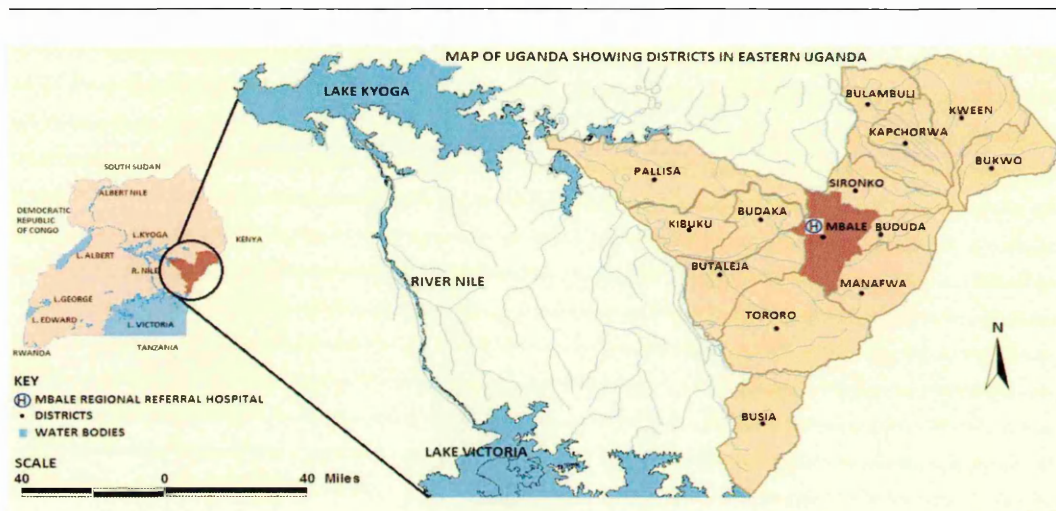 MAP OF UGANDA SHOWING DISTRICTS IN EASTERN UGANDA
LAKE KYOGA
BULAMBULI
KWEEN
KAPCHORWA
BUKWO
SOUTH SUDAN
PALLISA
SIRONKO
ALBERT NILE
DEMOCRATIC
REPUBLIC
OF CONGO
L.KYOGA
KENYA
KIBUKU
BUDAKA
H MBALE
BUDUDA
L. ALBERT
R. NILE
BUTALEJA
RIVER NILE
MANAFWA
L.GEORGE
TORORO
L. EDWARD
L. VICTORIA
N
RWANDA
TANZANIA
KEY
H MBALE REGIONAL REFERRAL HOSPITAL
DISTRICTS
WATER BODIES
BUSIA
LAKE VICTORIA
SCALE
40 0 40 Miles